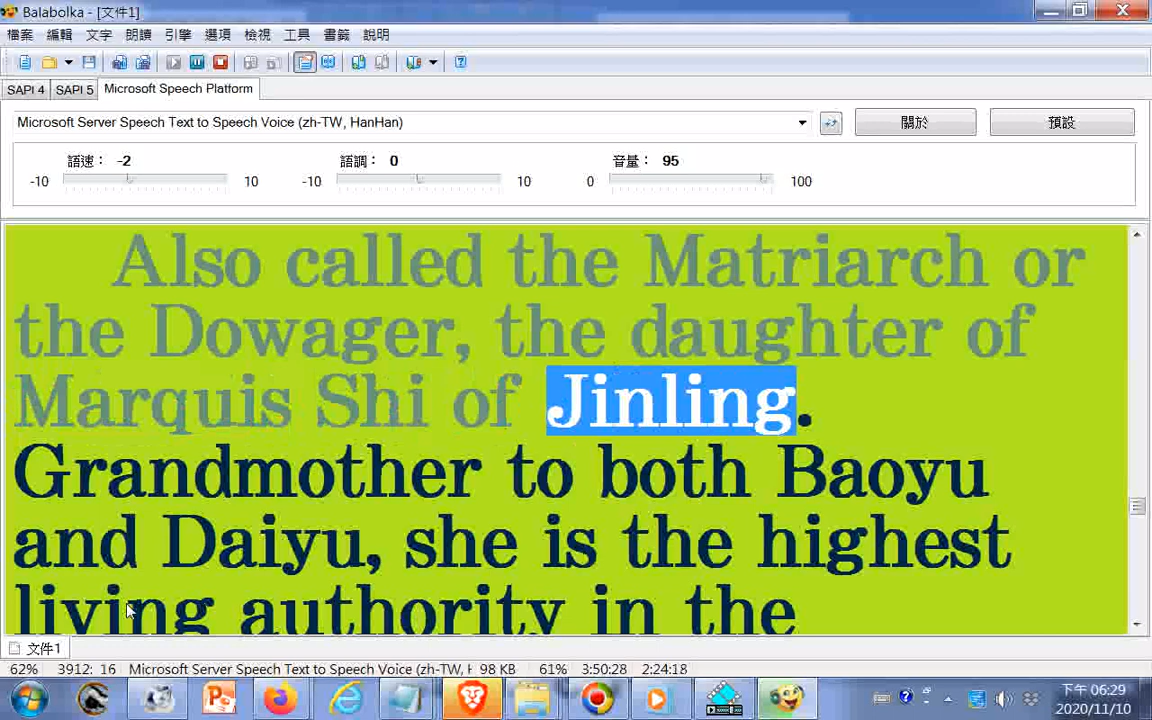 Balabolka - [文件1]
檔案 編輯 文字 朗讀 引擎 選項 檢視 工具 書籤 說明
SAPI 4 SAPI 5 Microsoft Speech Platform
Microsoft Server Speech Text to Speech Voice (zh-TW, HanHan) 關於 預設
語速： -2 語調： 0 音量： 95
-10 10 -10 10 0 100
Also called the Matriarch or
the Dowager, the daughter of
Marquis Shi of Jinling.
Grandmother to both Baoyu
and Daiyu, she is the highest
living authority in the
文件1
62% 3912: 16 Microsoft Server Speech Text to Speech Voice (zh-TW, H 98 KB 61% 3:50:28 2:24:18
下午 06:29
2020/11/10